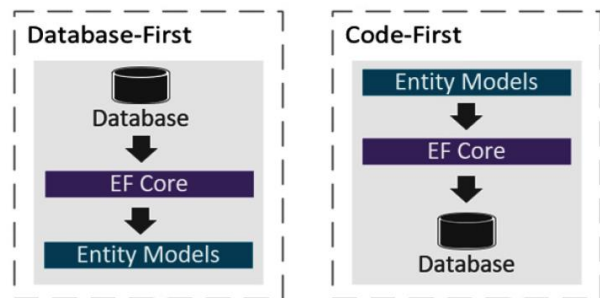 Database-First
Database
EF Core
Entity Models
Code-First
Entity Models
EF Core
Database